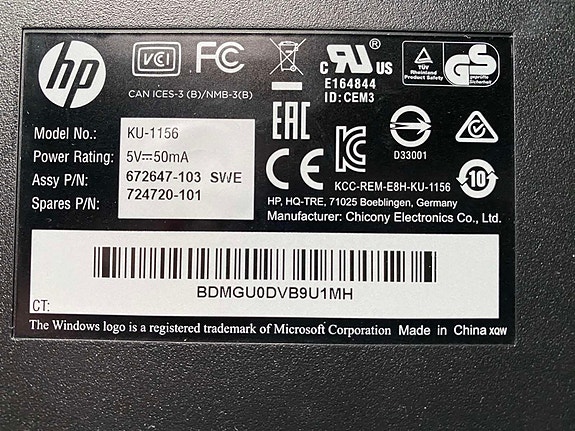 hp
VCI FC
CAN ICES-3 (B)/NMB-3(B)
c RU ® US
E164844
ID: CEM3
TÜV
Rheinland
Product Safety
GS
geprüfte
Sicherheit
Model No.: KU-1156
Power Rating: 5V⎓50mA
Assy P/N: 672647-103 SWE
Spares P/N: 724720-101
EAC
CE
D33001
KCC-REM-E8H-KU-1156
10
HP, HQ-TRE, 71025 Boeblingen, Germany
Manufacturer: Chicony Electronics Co., Ltd.
BDMGU0DVB9U1MH
CT:
The Windows logo is a registered trademark of Microsoft Corporation Made in China XQW